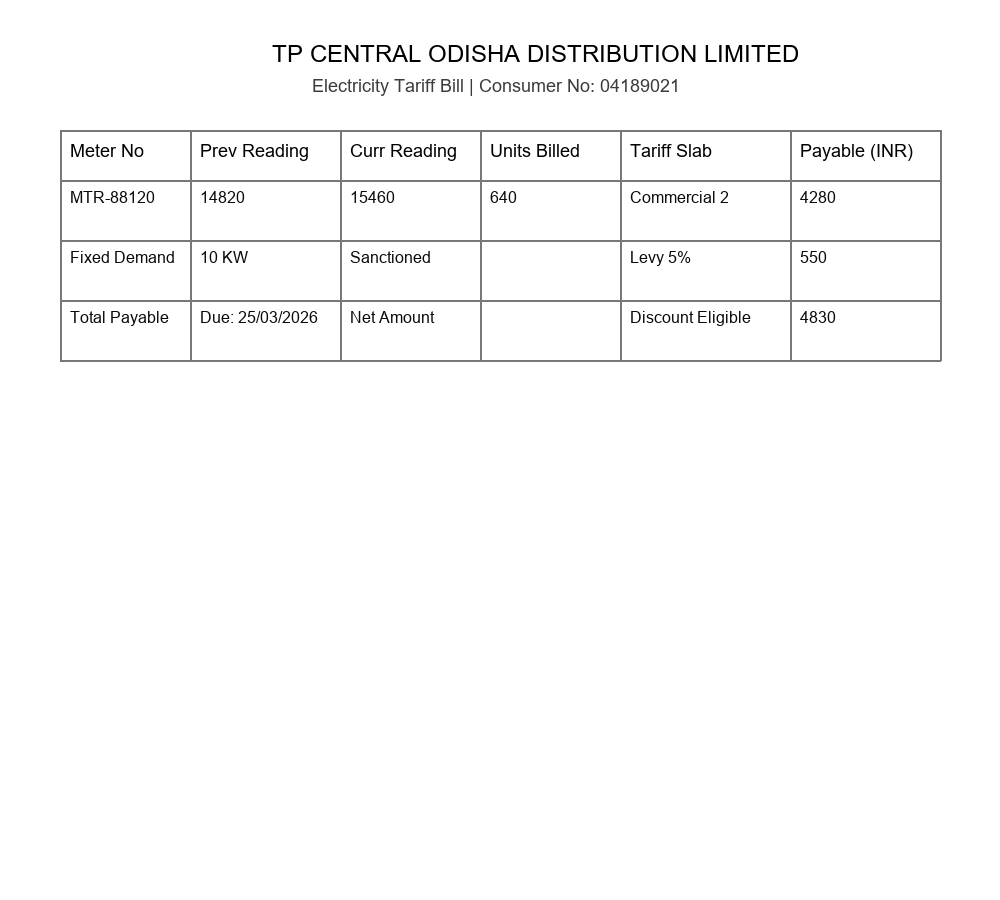 TP CENTRAL ODISHA DISTRIBUTION LIMITED
Electricity Tariff Bill | Consumer No: 04189021
Meter No Prev Reading Curr Reading Units Billed Tariff Slab Payable (INR)
MTR-88120 14820 15460 640 Commercial 2 4280
Fixed Demand 10 KW Sanctioned Levy 5% 550
Total Payable Due: 25/03/2026 Net Amount Discount Eligible 4830